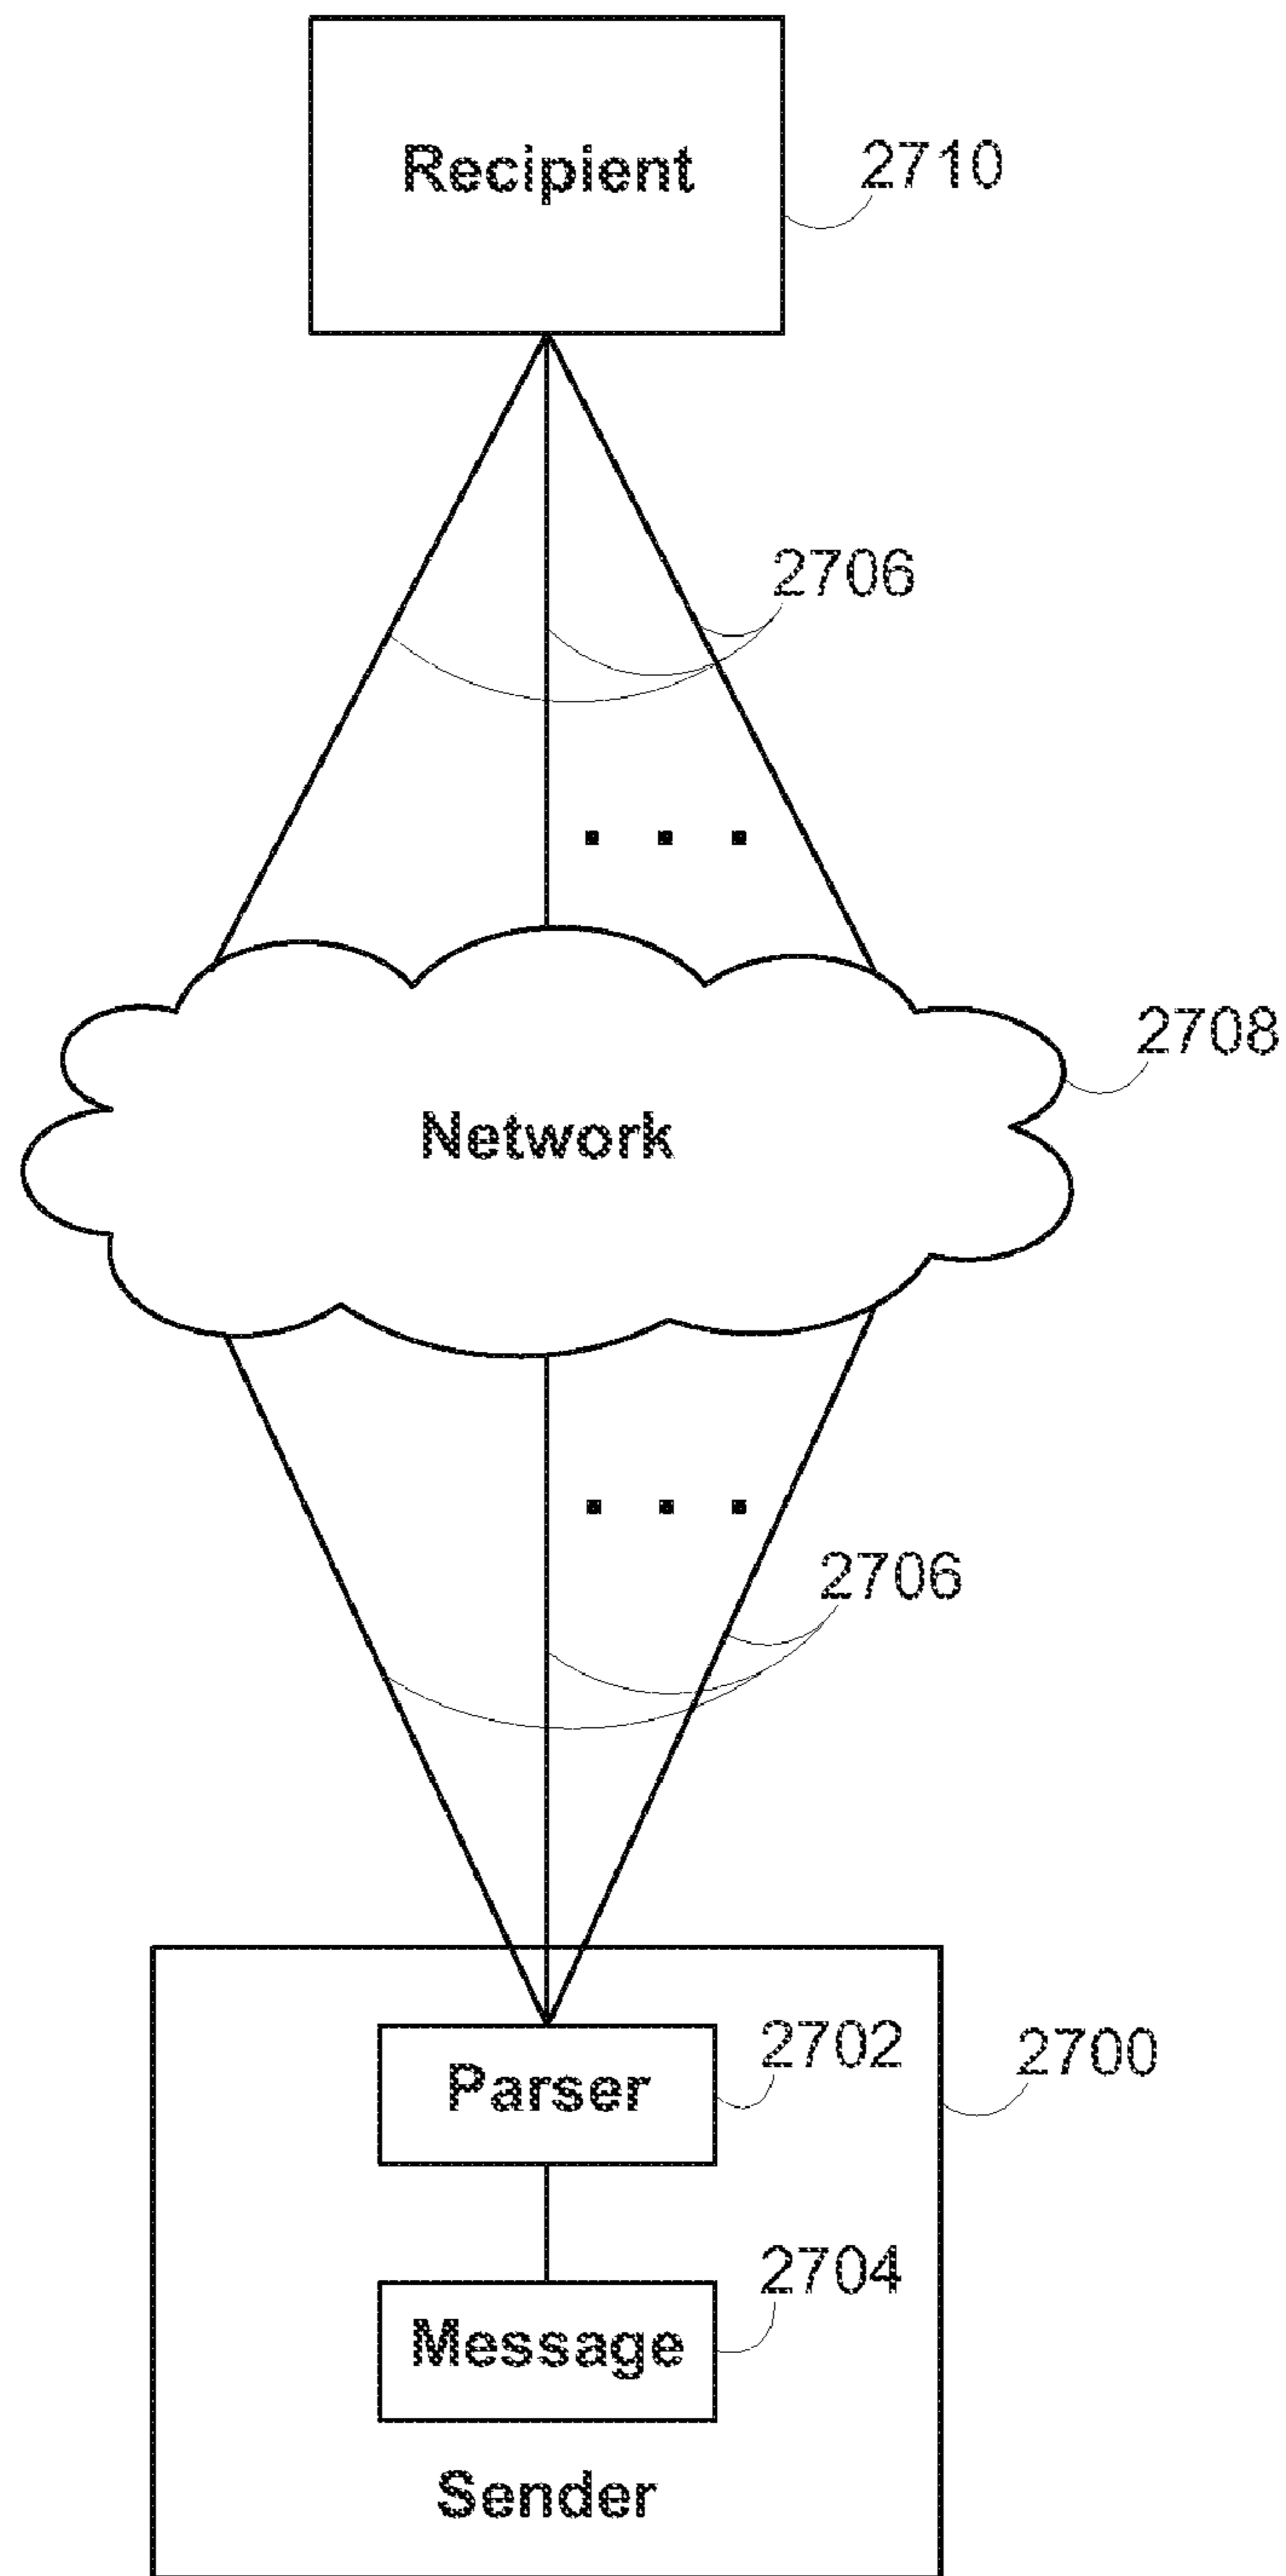 Recipient
2710
2706
. . .
2708
Network
. . .
2706
2702
2700
Parser
2704
Message
Sender